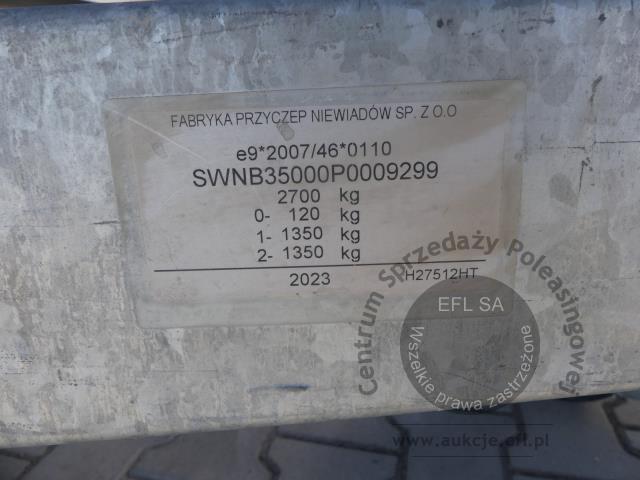 FABRYKA PRZYCZEP NIEWIADÓW SP. Z O.O
e9*2007/46*0110
SWNB35000P0009299
2700 kg
0- 120 kg
1- 1350 kg
2- 1350 kg
2023 H27512HT
Centrum Sprzedaży Poleasingowej
EFL SA
Wszelkie prawa zastrzeżone
www.aukcje.efl.pl